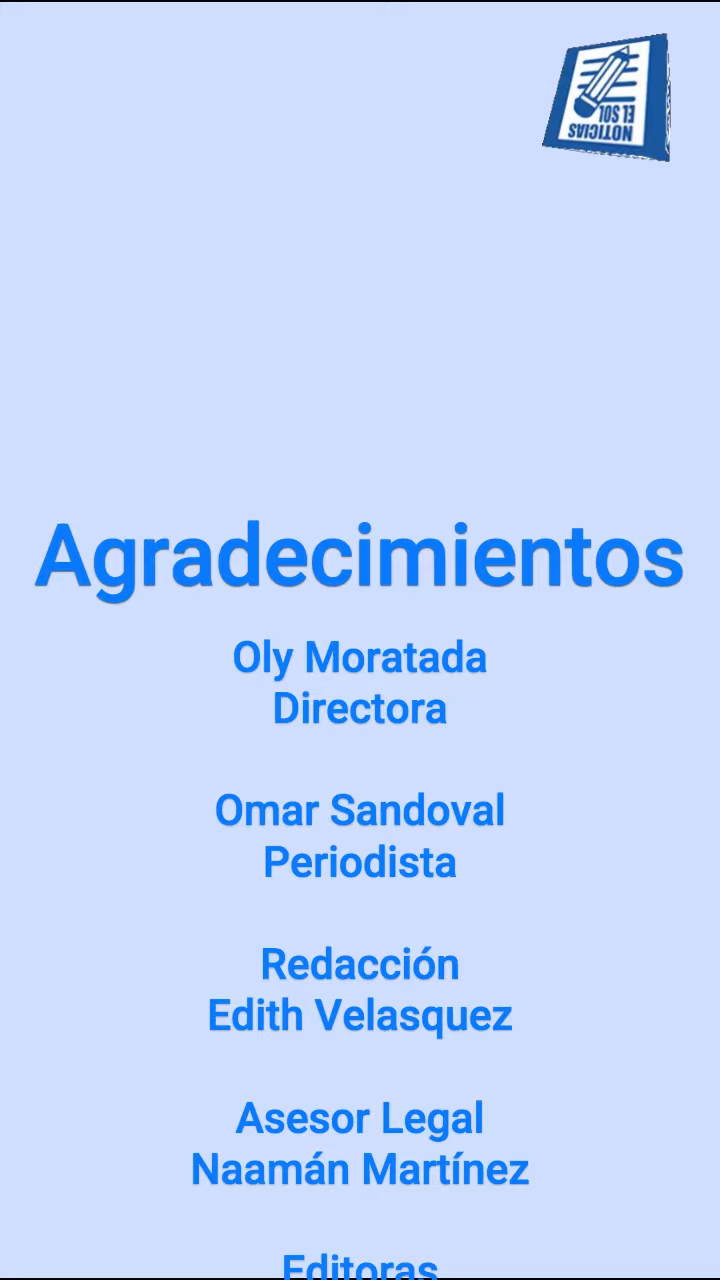 NOTICIAS
EL SOL
Agradecimientos
Oly Moratada
Directora
Omar Sandoval
Periodista
Redacción
Edith Velasquez
Asesor Legal
Naamán Martínez
Editoras